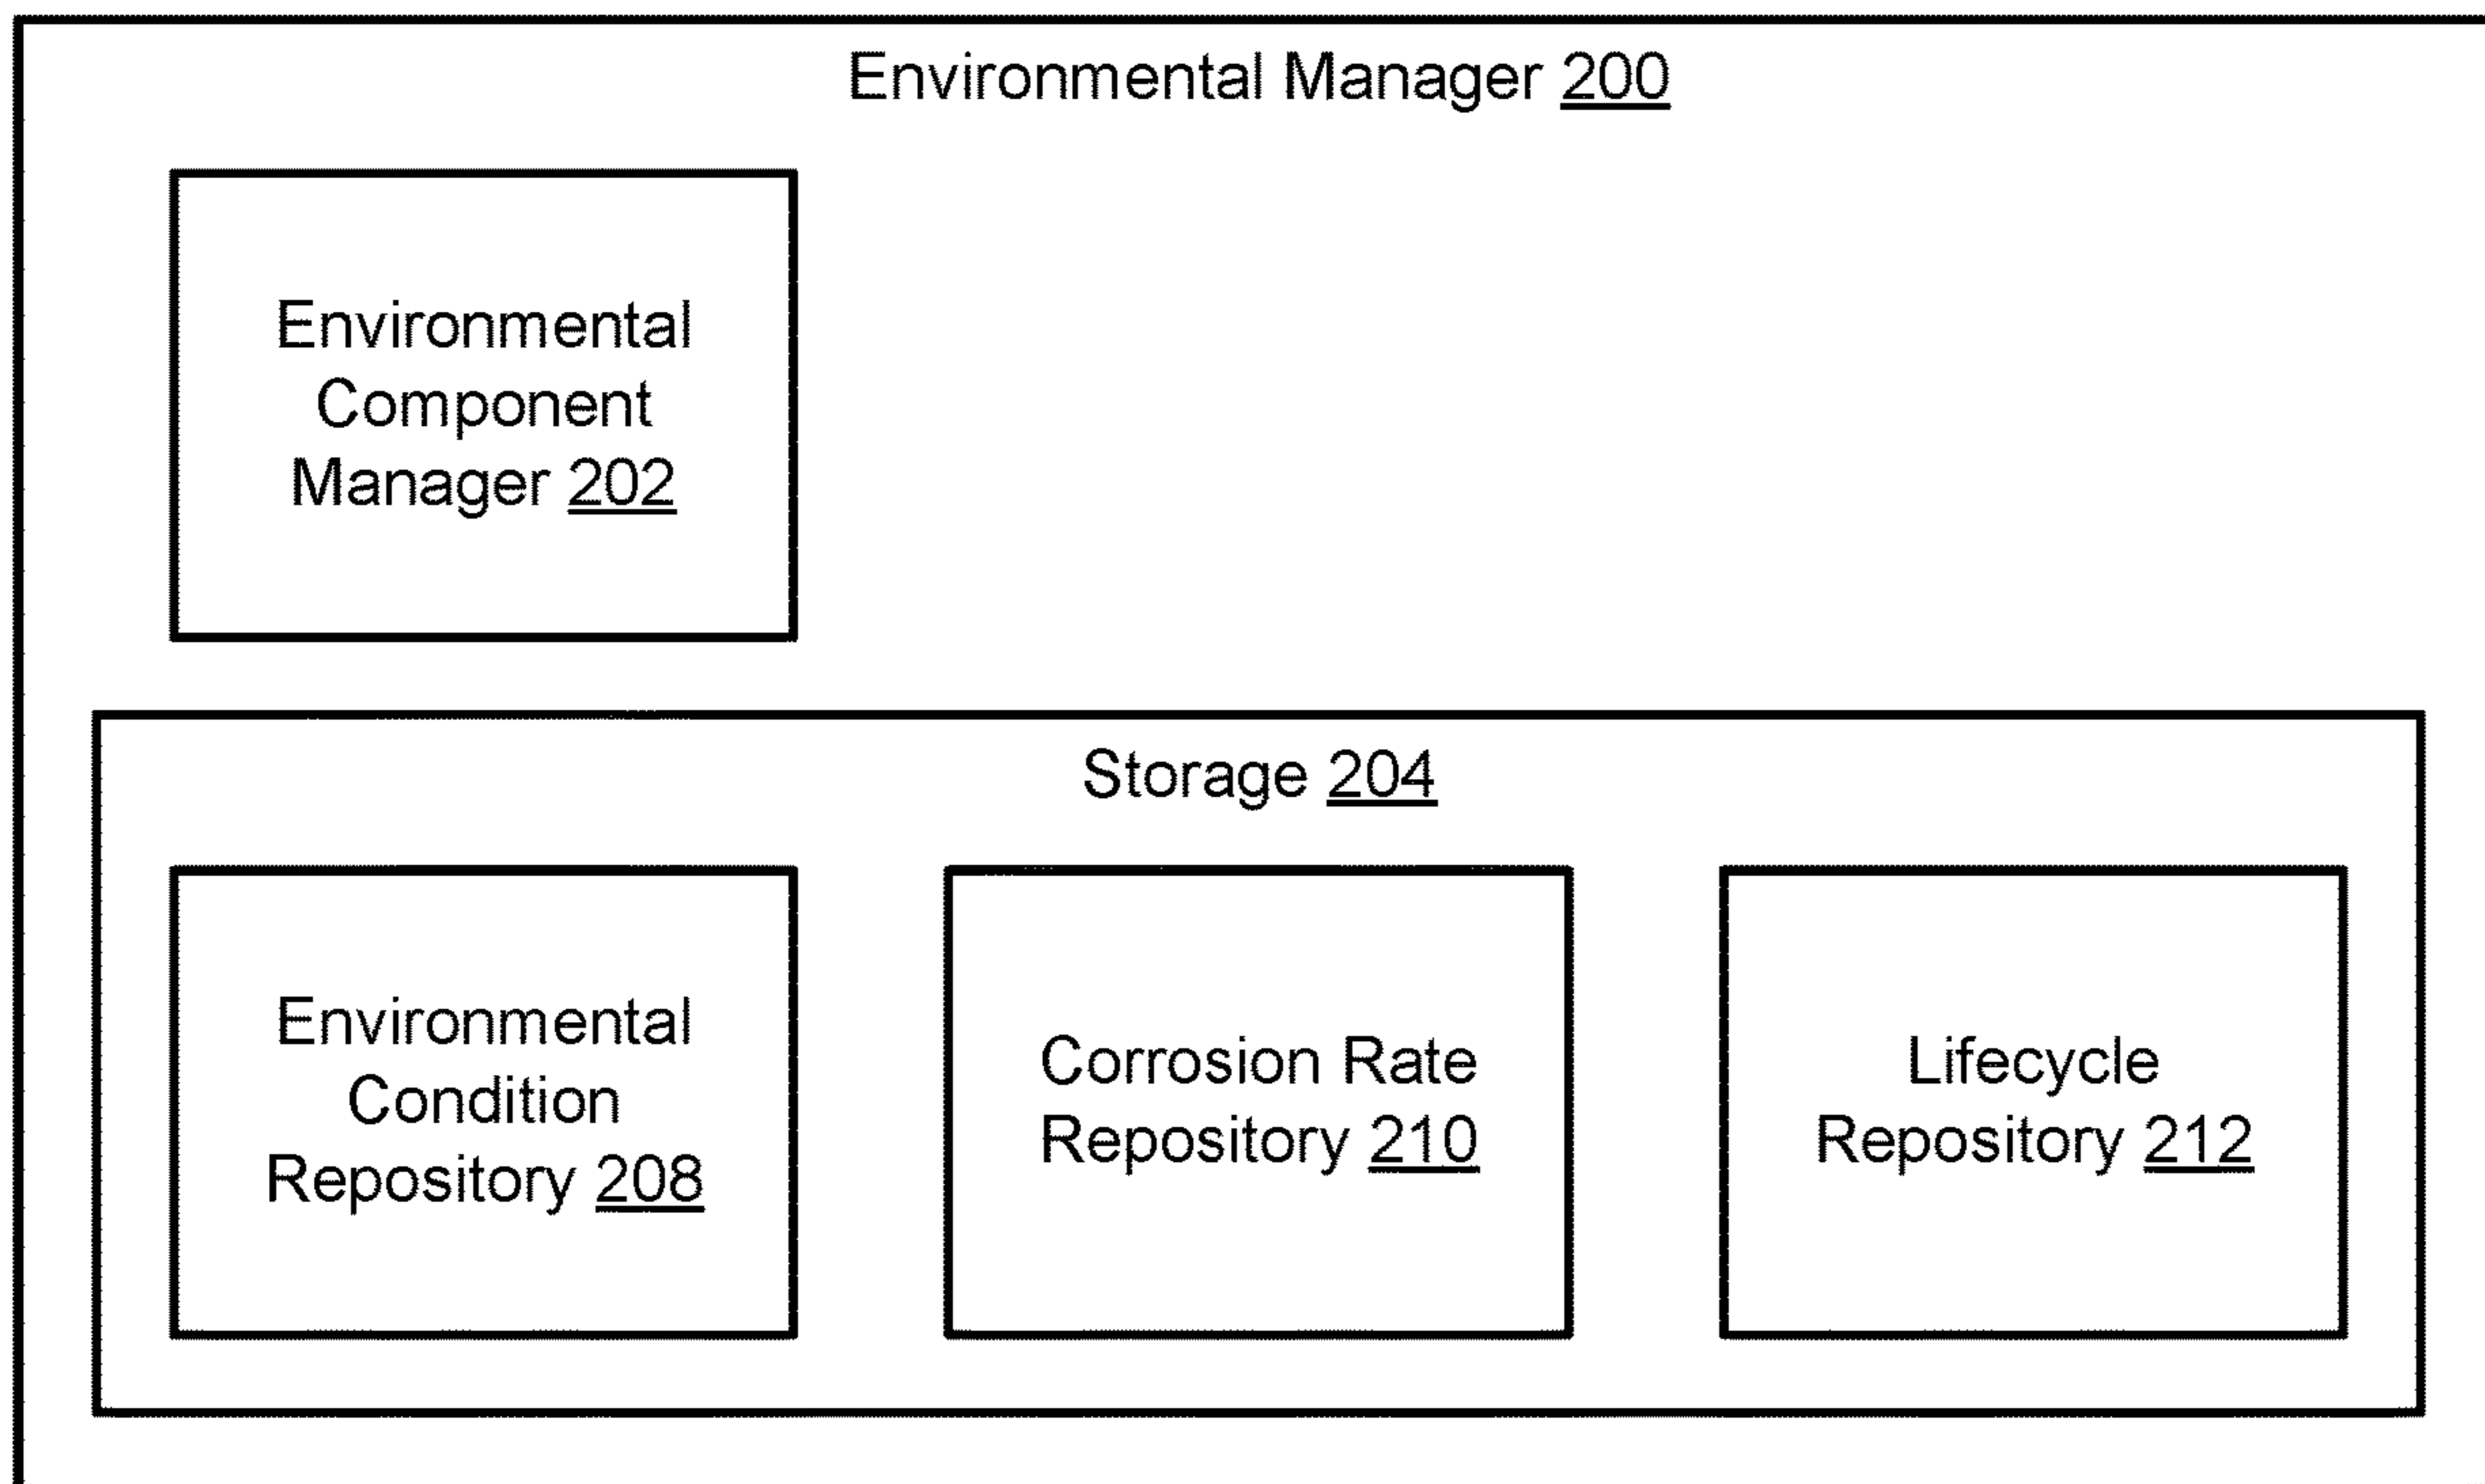 Environmental Manager 200
Environmental
Component
Manager 202
Storage 204
Environmental
Condition
Repository 208
Corrosion Rate
Repository 210
Lifecycle
Repository 212